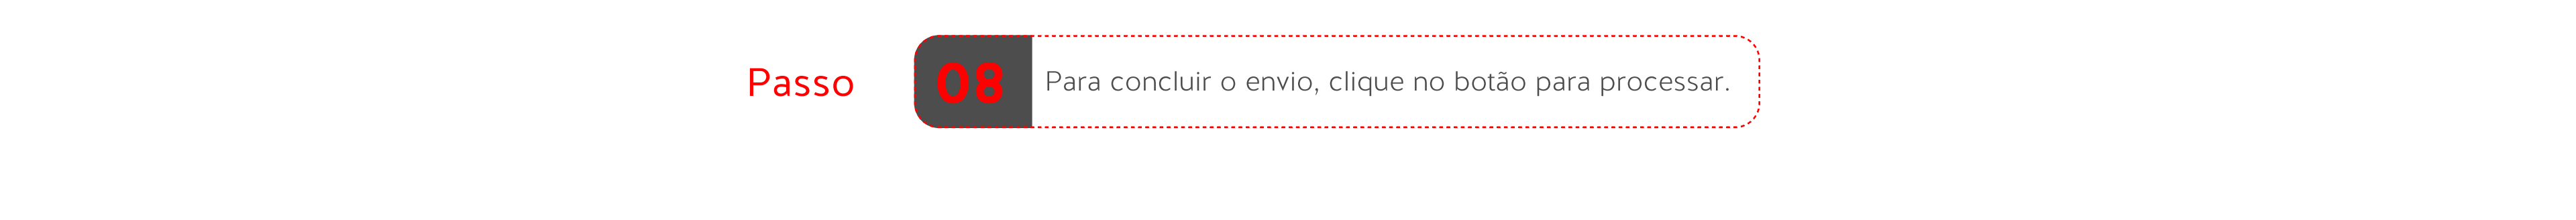 Passo 08 Para concluir o envio, clique no botão para processar.